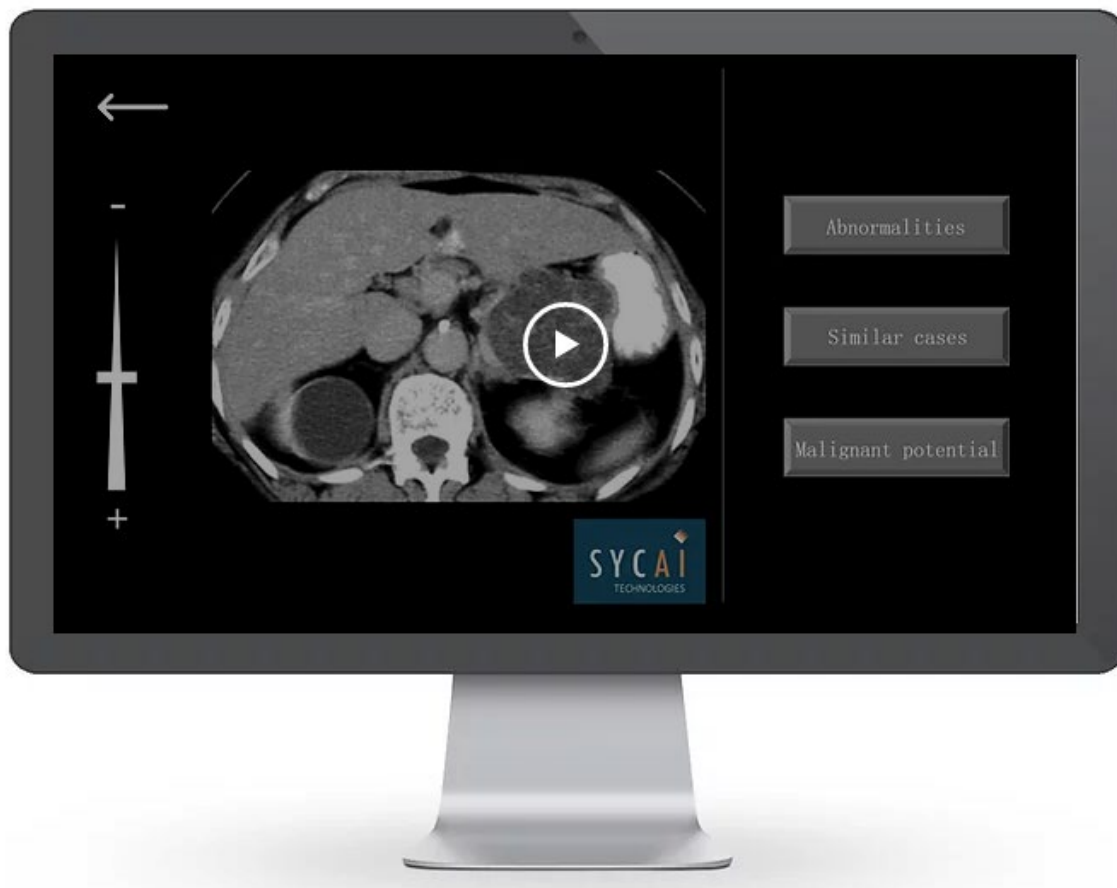 -
+
Abnormalities
Similar cases
Malignant potential
SYCAI
TECHNOLOGIES